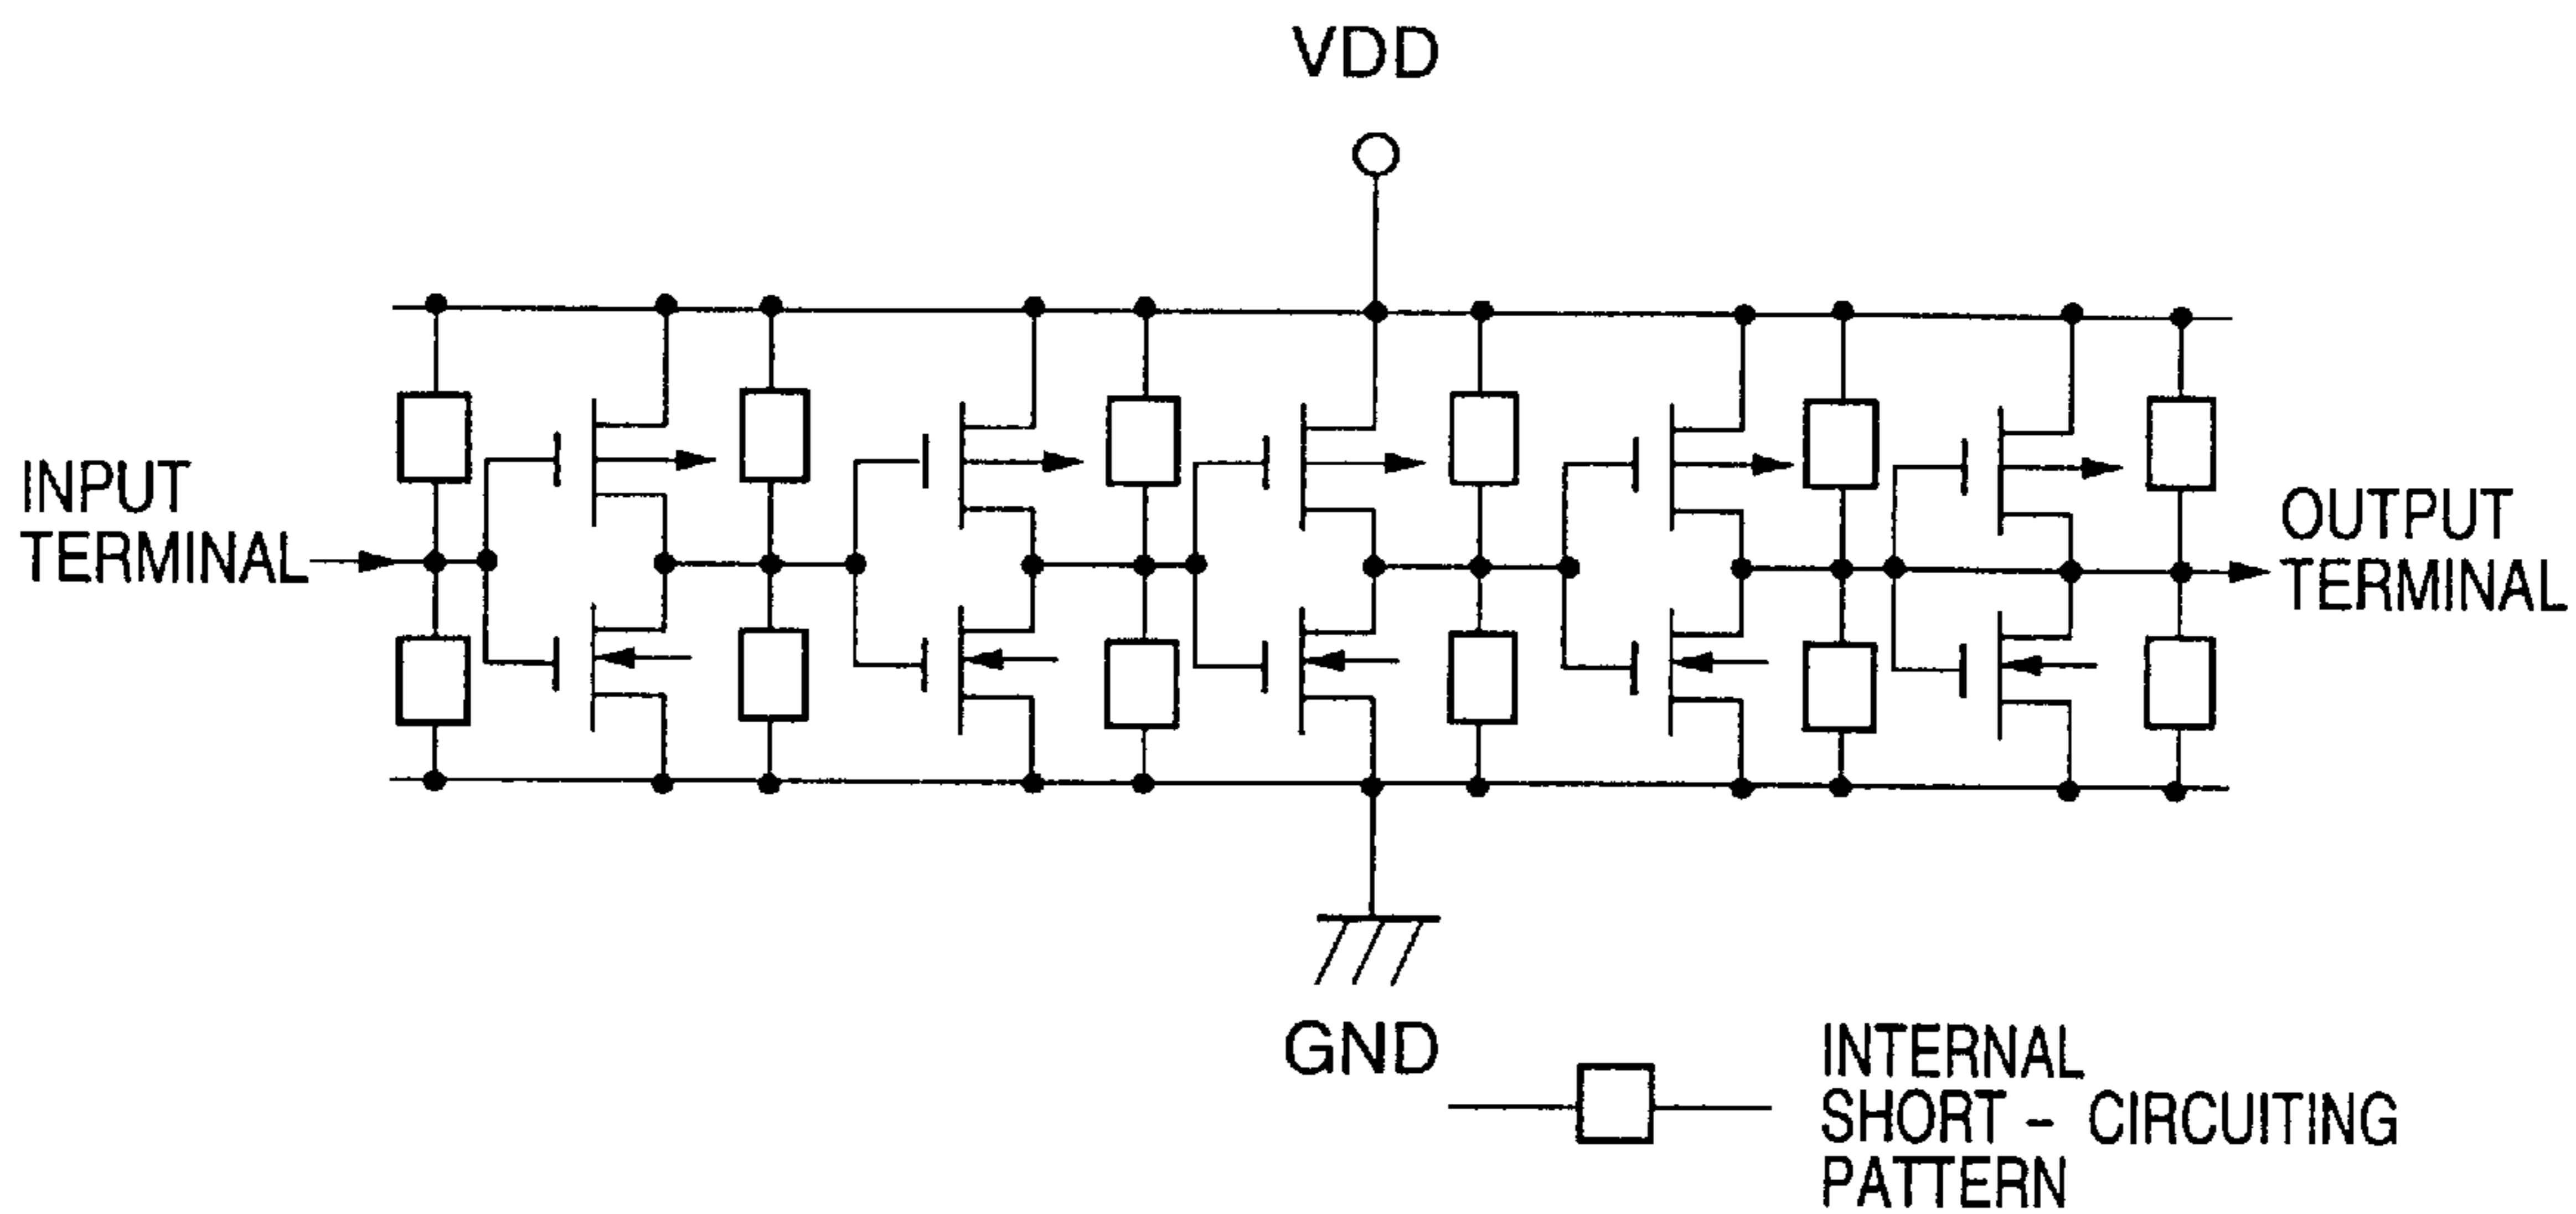 VDD
INPUT
TERMINAL
OUTPUT
TERMINAL
GND
INTERNAL
SHORT - CIRCUITING
PATTERN